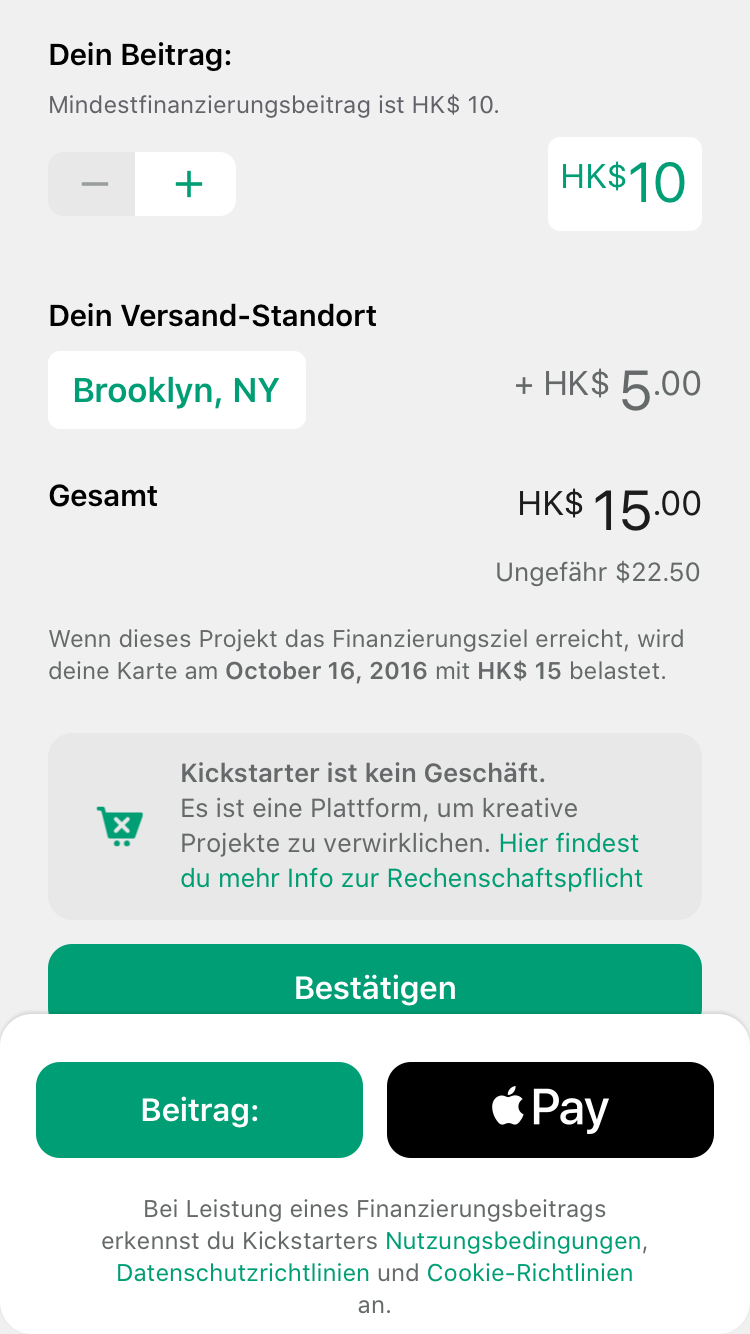 Dein Beitrag:
Mindestfinanzierungsbeitrag ist HK$ 10.
HK$10
Dein Versand-Standort
Brooklyn, NY
+ HK$ 5.00
Gesamt
HK$ 15.00
Ungefähr $22.50
Wenn dieses Projekt das Finanzierungsziel erreicht, wird
deine Karte am October 16, 2016 mit HK$ 15 belastet.
Kickstarter ist kein Geschäft.
Es ist eine Plattform, um kreative
Projekte zu verwirklichen. Hier findest
du mehr Info zur Rechenschaftspflicht
Bestätigen
Beitrag:
Pay
Bei Leistung eines Finanzierungsbeitrags
erkennst du Kickstarters Nutzungsbedingungen,
Datenschutzrichtlinien und Cookie-Richtlinien
an.